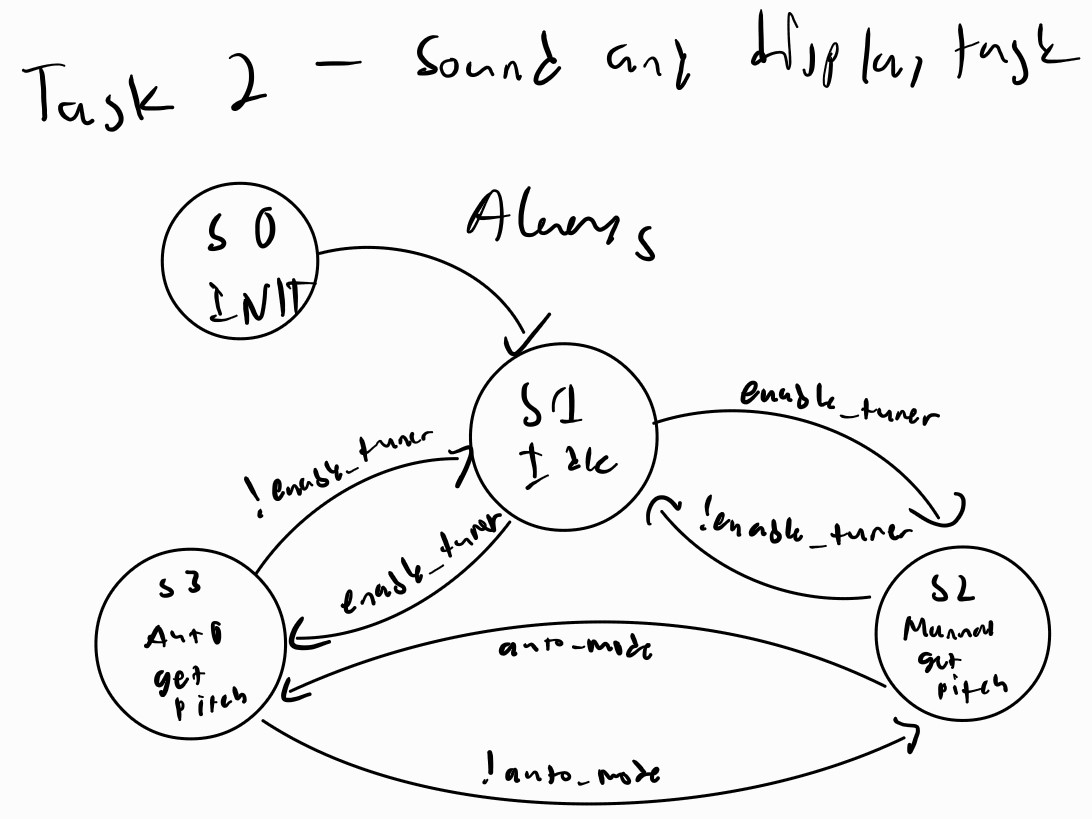 Task 2 - Sound and display task
S0
INIT
Always
S1
Idle
enable_tuner
!enable_tuner
!enable_tuner
enable_tuner
S3
Auto
get
pitch
S2
Manual
get
pitch
auto_mode
!auto_mode